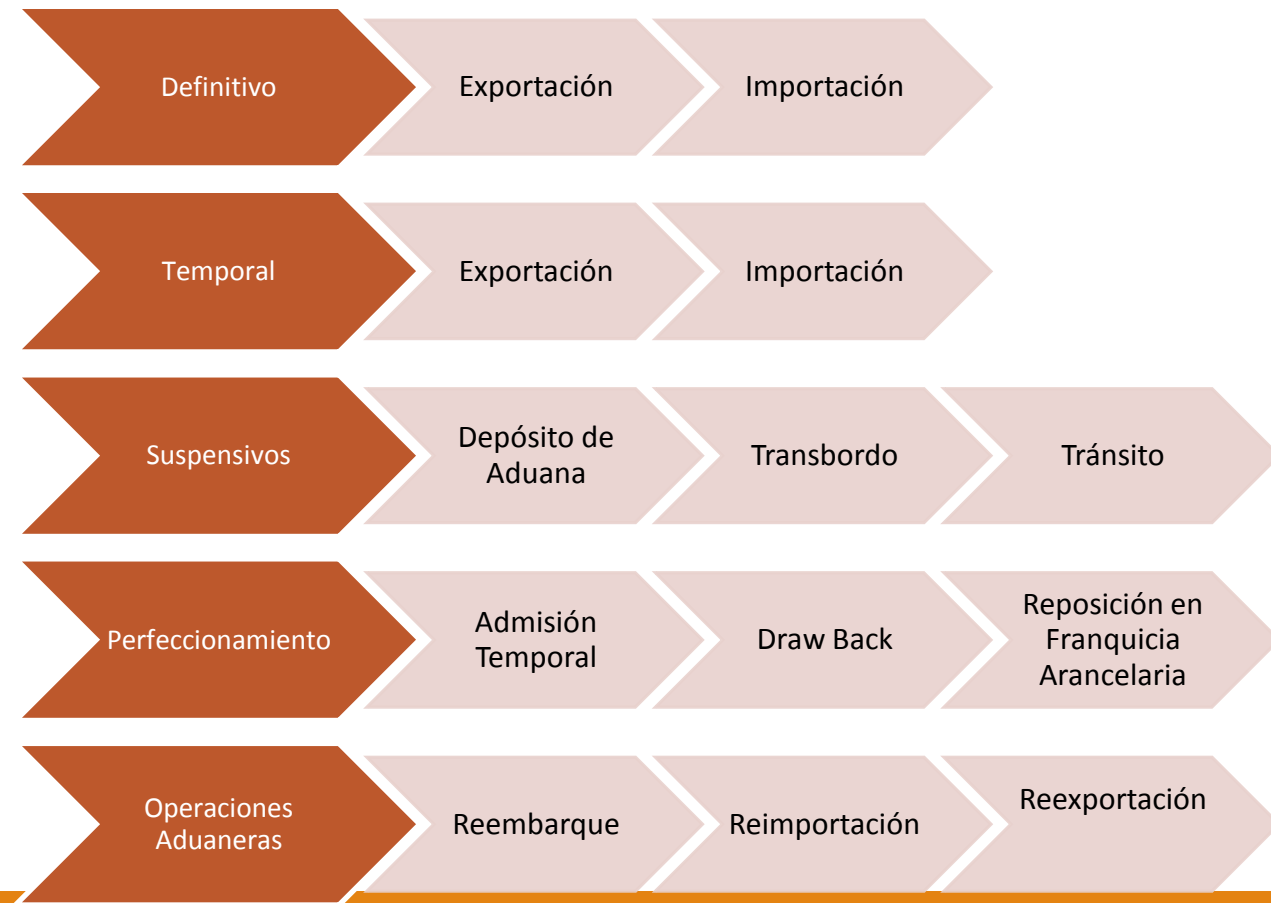 Definitivo
Exportación
Importación
Temporal
Exportación
Importación
Suspensivos
Depósito de
Aduana
Transbordo
Tránsito
Perfeccionamiento
Admisión
Temporal
Draw Back
Reposición en
Franquicia
Arancelaria
Operaciones
Aduaneras
Reembarque
Reimportación
Reexportación